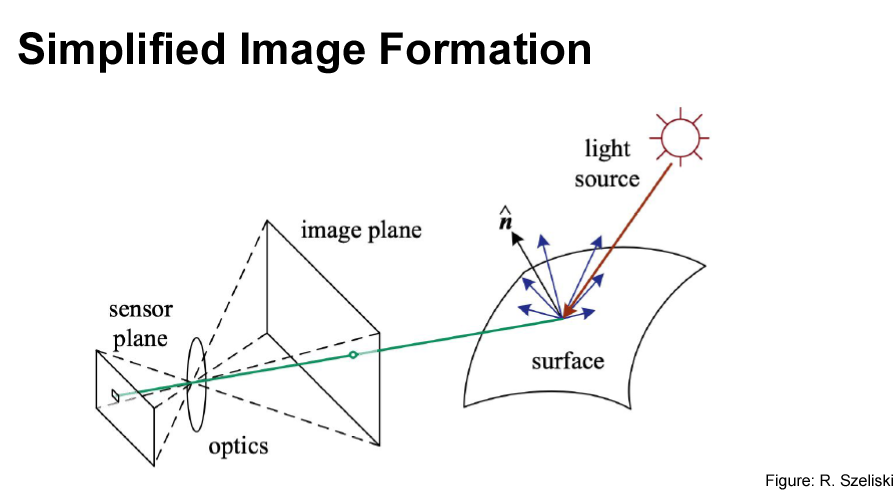 Simplified Image Formation
light
source
n̂
image plane
sensor
plane
surface
optics
Figure: R. Szeliski